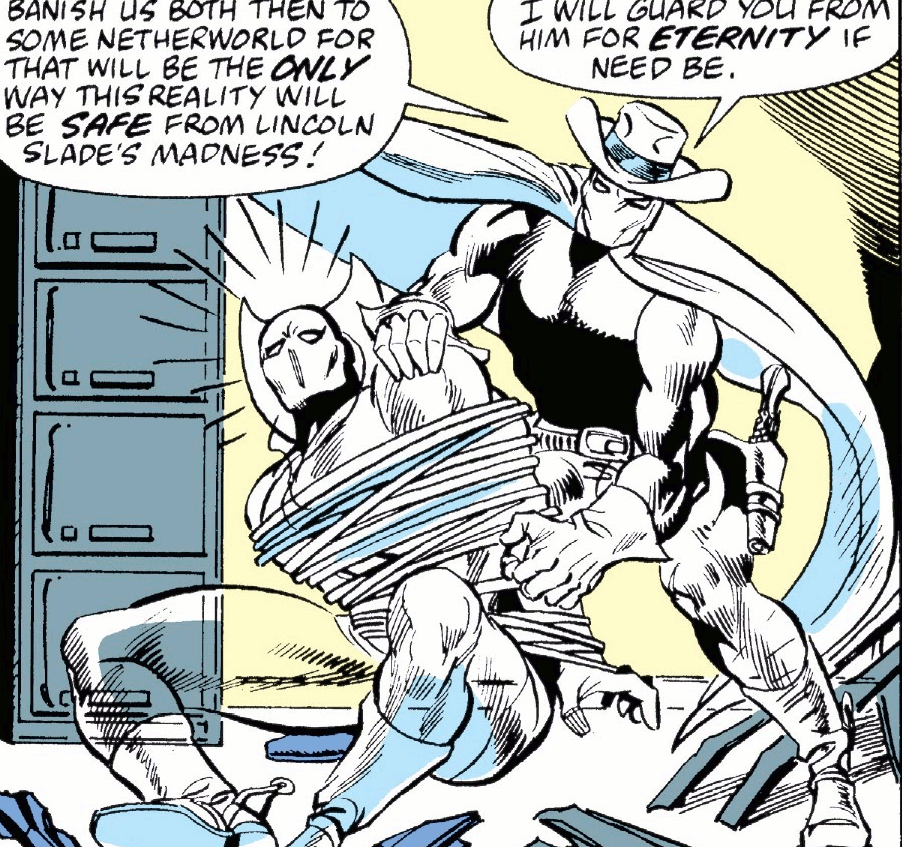 BANISH US BOTH THEN TO
SOME NETHERWORLD FOR
THAT WILL BE THE ONLY
WAY THIS REALITY WILL
BE SAFE FROM LINCOLN
SLADE'S MADNESS!
I WILL GUARD YOU FROM
HIM FOR ETERNITY IF
NEED BE.